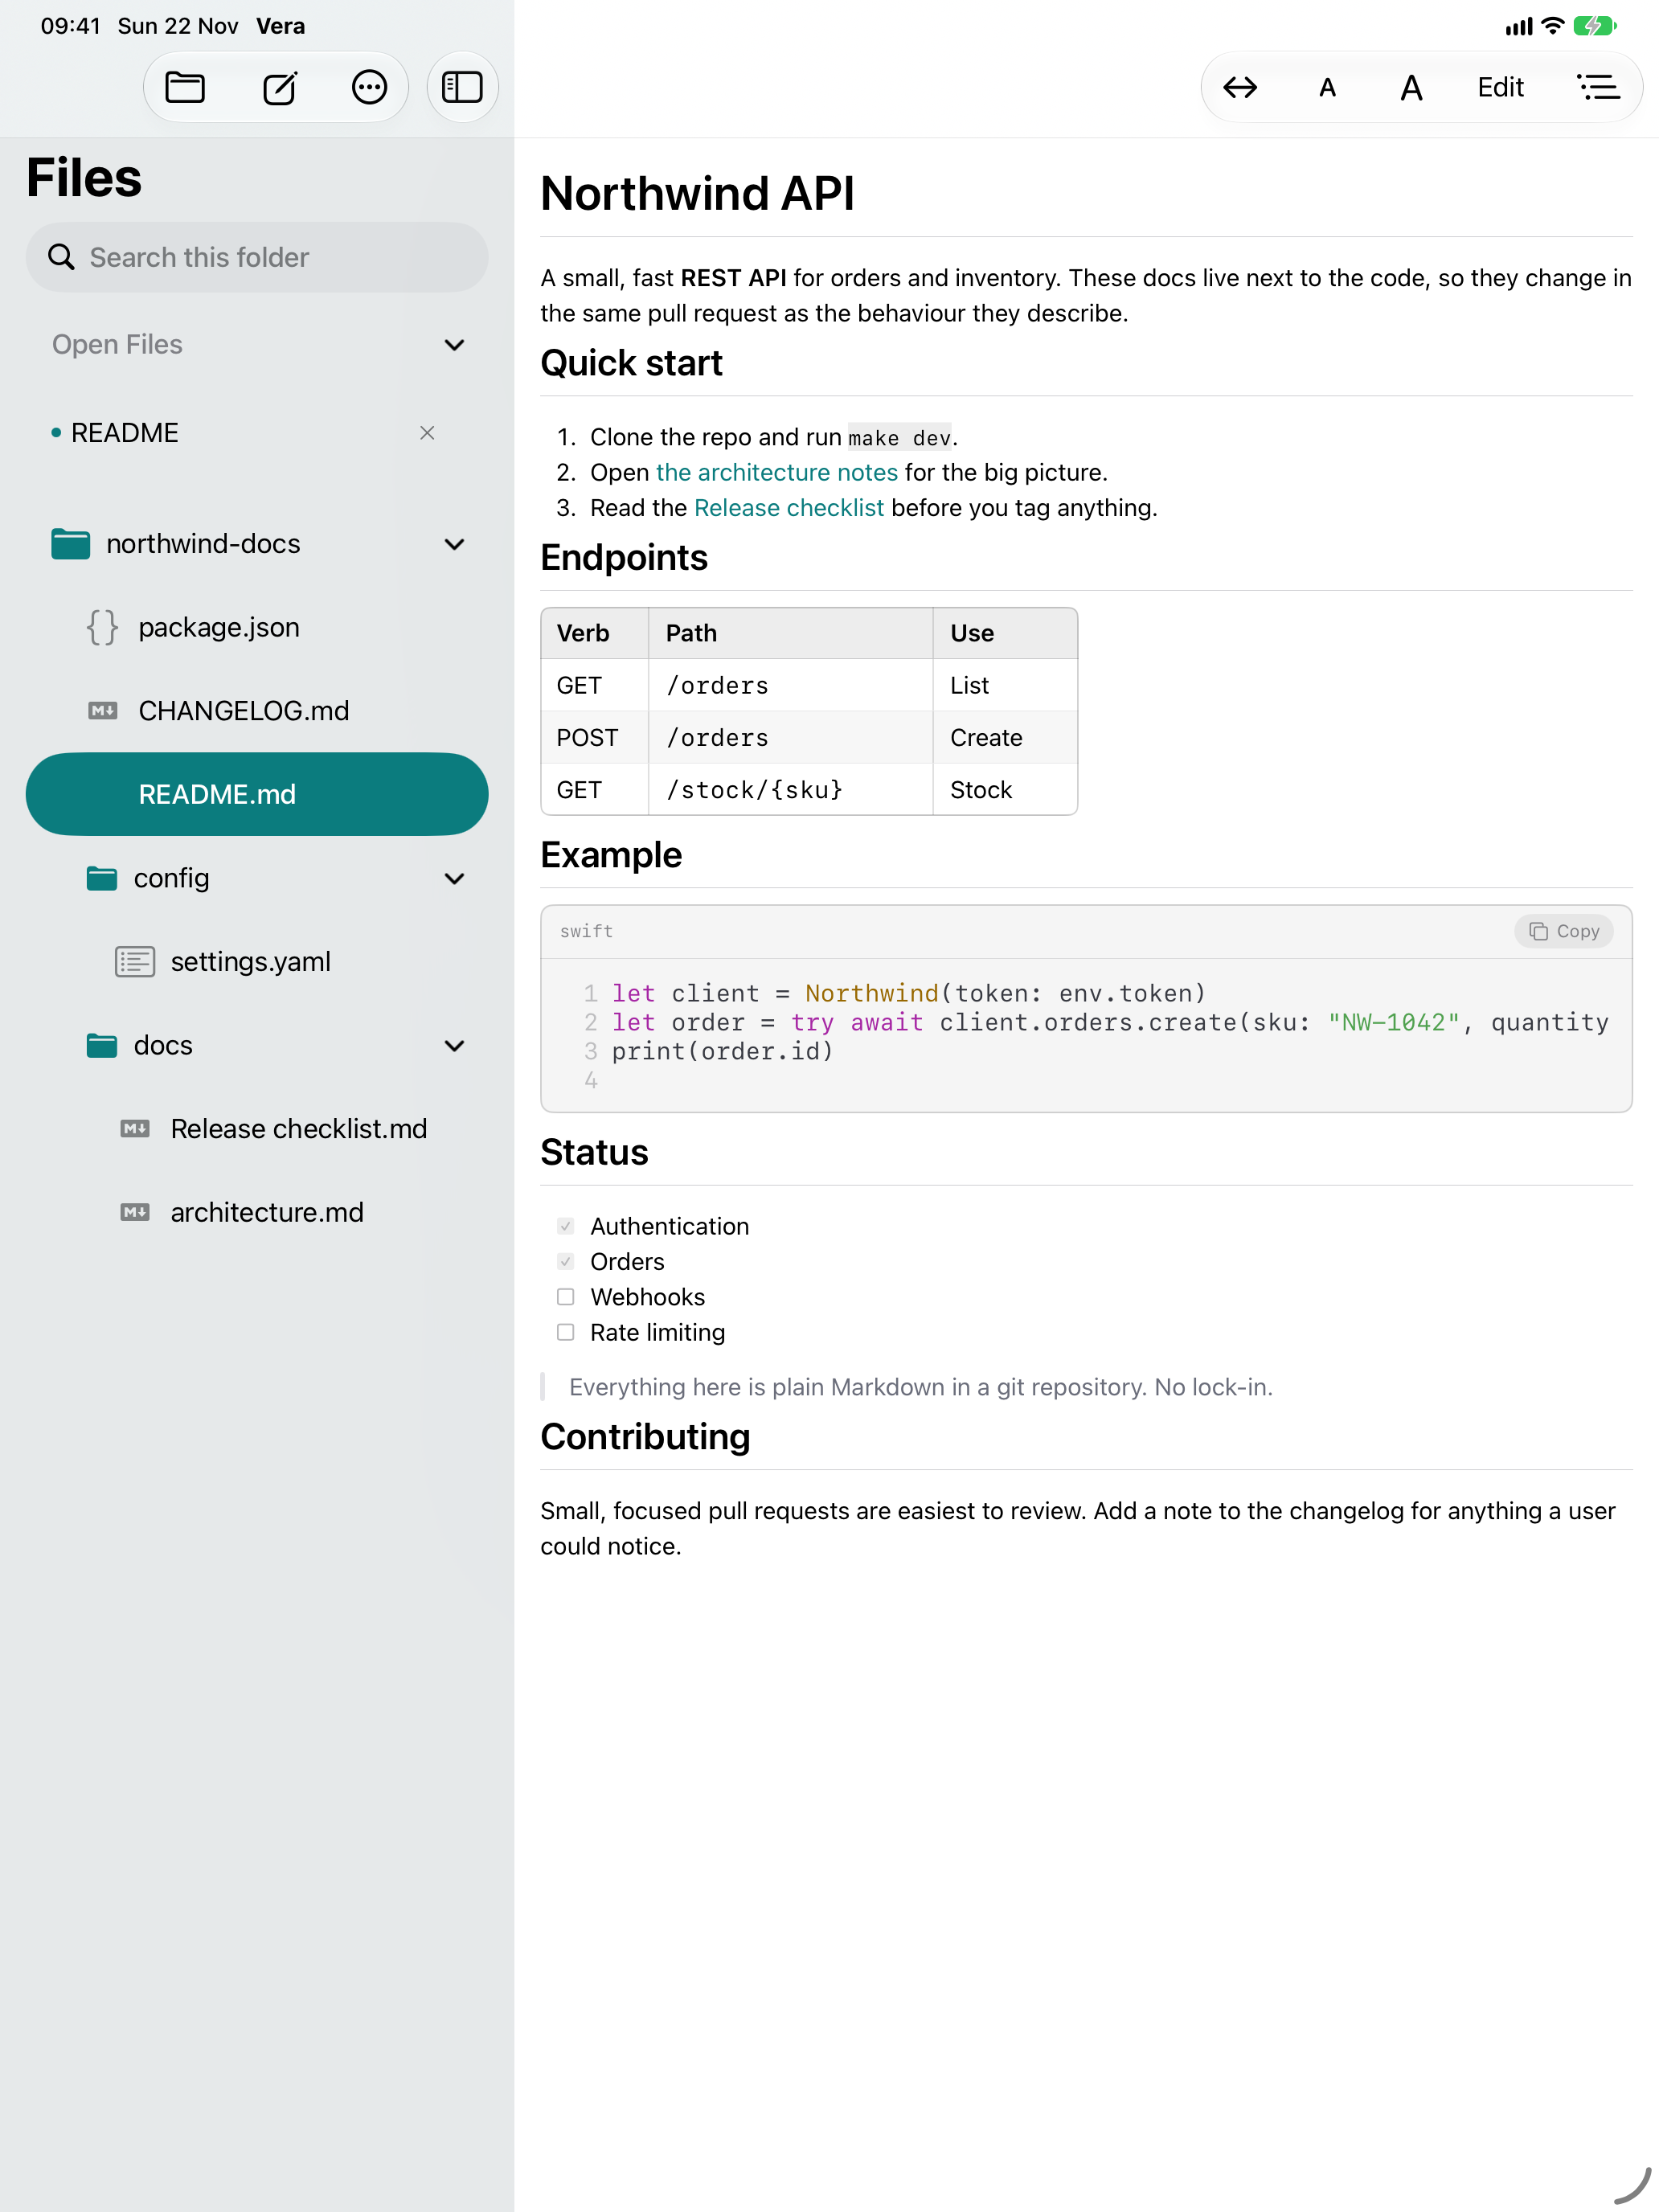 09:41 Sun 22 Nov Vera
A A Edit
Files
Search this folder
Open Files
README
northwind-docs
package.json
CHANGELOG.md
README.md
config
settings.yaml
docs
Release checklist.md
architecture.md
Northwind API
A small, fast REST API for orders and inventory. These docs live next to the code, so they change in
the same pull request as the behaviour they describe.
Quick start
1. Clone the repo and run make dev.
2. Open the architecture notes for the big picture.
3. Read the Release checklist before you tag anything.
Endpoints
Verb Path Use
GET /orders List
POST /orders Create
GET /stock/{sku} Stock
Example
swift Copy
1 let client = Northwind(token: env.token)
2 let order = try await client.orders.create(sku: "NW-1042", quantity
3 print(order.id)
4
Status
Authentication
Orders
Webhooks
Rate limiting
Everything here is plain Markdown in a git repository. No lock-in.
Contributing
Small, focused pull requests are easiest to review. Add a note to the changelog for anything a user
could notice.